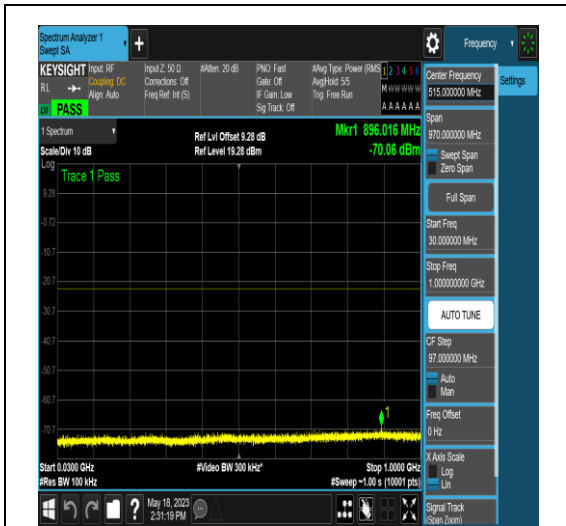 Spectrum Analyzer 1
Swept SA
Frequency
KEYSIGHT
RL
PASS
Input: RF
Coupling: DC
Align: Auto
Input Z: 50 Ω
Corrections: Off
Freq Ref: Int (S)
#Atten: 20 dB
PNO: Fast
Gate: Off
IF Gain: Low
Sig Track: Off
#Avg Type: Power (RMS
Avg|Hold: 5/5
Trig: Free Run
1 2 3 4 5 6
M W W W W W
A A A A A A
Center Frequency
515.000000 MHz
Settings
Span
970.000000 MHz
Swept Span
Zero Span
Full Span
Start Freq
30.000000 MHz
Stop Freq
1.000000000 GHz
AUTO TUNE
CF Step
97.000000 MHz
Auto
Man
Freq Offset
0 Hz
X Axis Scale
Log
Lin
Signal Track
(Span Zoom)
1 Spectrum
Scale/Div 10 dB
Ref Lvl Offset 9.28 dB
Ref Level 19.28 dBm
Mkr1 896.016 MHz
-70.06 dBm
Log
Trace 1 Pass
9.28
-0.72
-10.7
-20.7
-30.7
-40.7
-50.7
-60.7
-70.7
1
Start 0.0300 GHz
#Res BW 100 kHz
#Video BW 300 kHz*
Stop 1.0000 GHz
#Sweep ~1.00 s (10001 pts)
?
May 18, 2023
2:31:19 PM